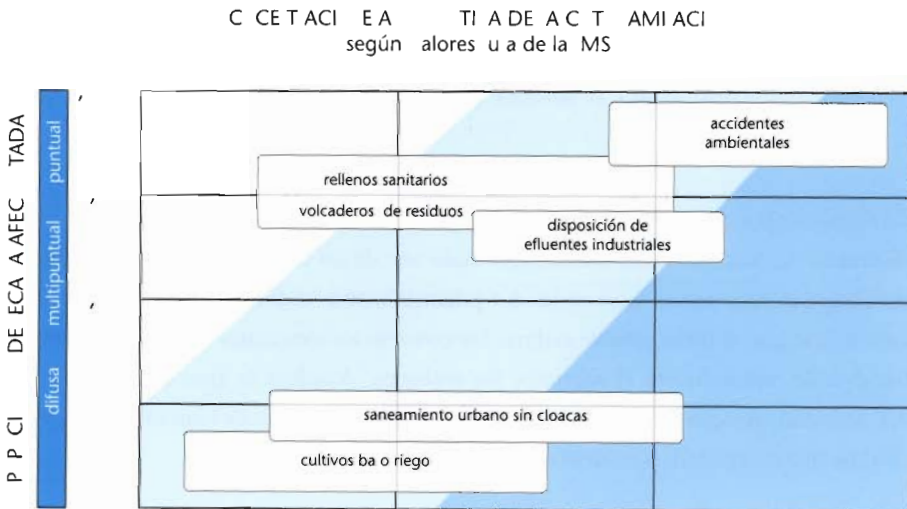 C CE T ACI E A TI A DE A C T AMI ACI
según alores u a de la MS
P P CI DE ECA A AFEC TADA
difusa multipuntual puntual
accidentes
ambientales
rellenos sanitarios
volcaderos de residuos
disposición de
efluentes industriales
saneamiento urbano sin cloacas
cultivos ba o riego